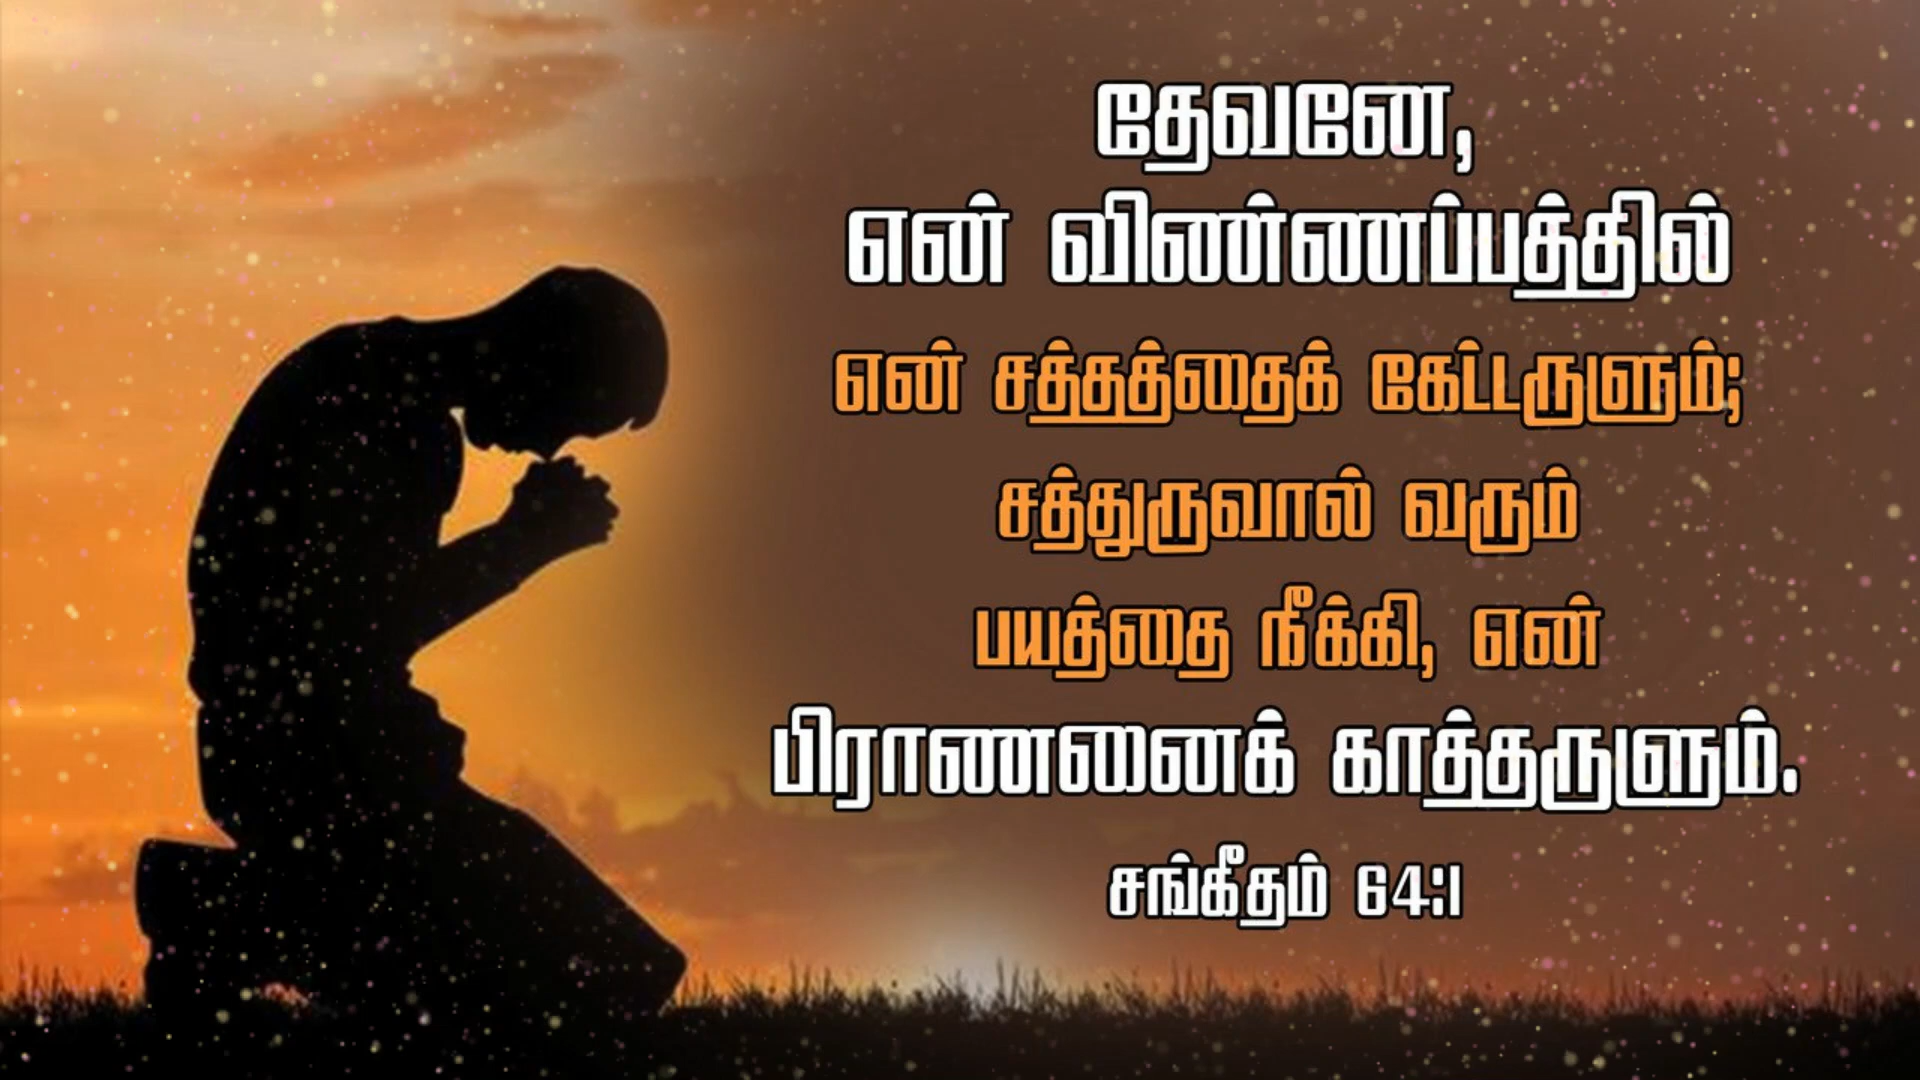 தேவனே,
என் விண்ணப்பத்தில்
என் சத்தத்தைக் கேட்டருளும்;
சத்துருவால் வரும்
பயத்தை நீக்கி, என்
பிராணனைக் காத்தருளும்.
சங்கீதம் 64:1